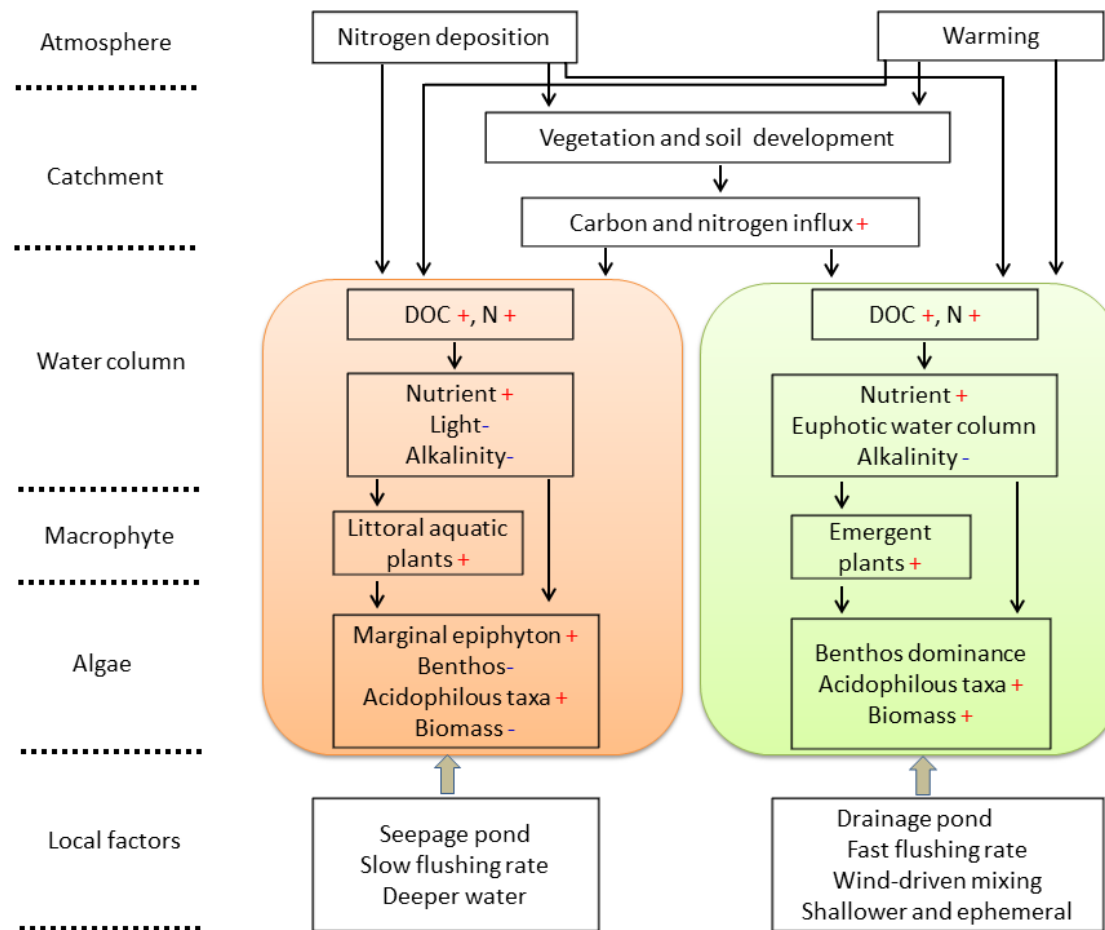 Atmosphere
Nitrogen deposition
Warming
Catchment
Vegetation and soil development
Carbon and nitrogen influx +
Water column
DOC +, N +
Nutrient +
Light-
Alkalinity-
DOC +, N +
Nutrient +
Euphotic water column
Alkalinity -
Macrophyte
Littoral aquatic
plants +
Emergent
plants +
Algae
Marginal epiphyton +
Benthos-
Acidophilous taxa +
Biomass -
Benthos dominance
Acidophilous taxa +
Biomass +
Local factors
Seepage pond
Slow flushing rate
Deeper water
Drainage pond
Fast flushing rate
Wind-driven mixing
Shallower and ephemeral